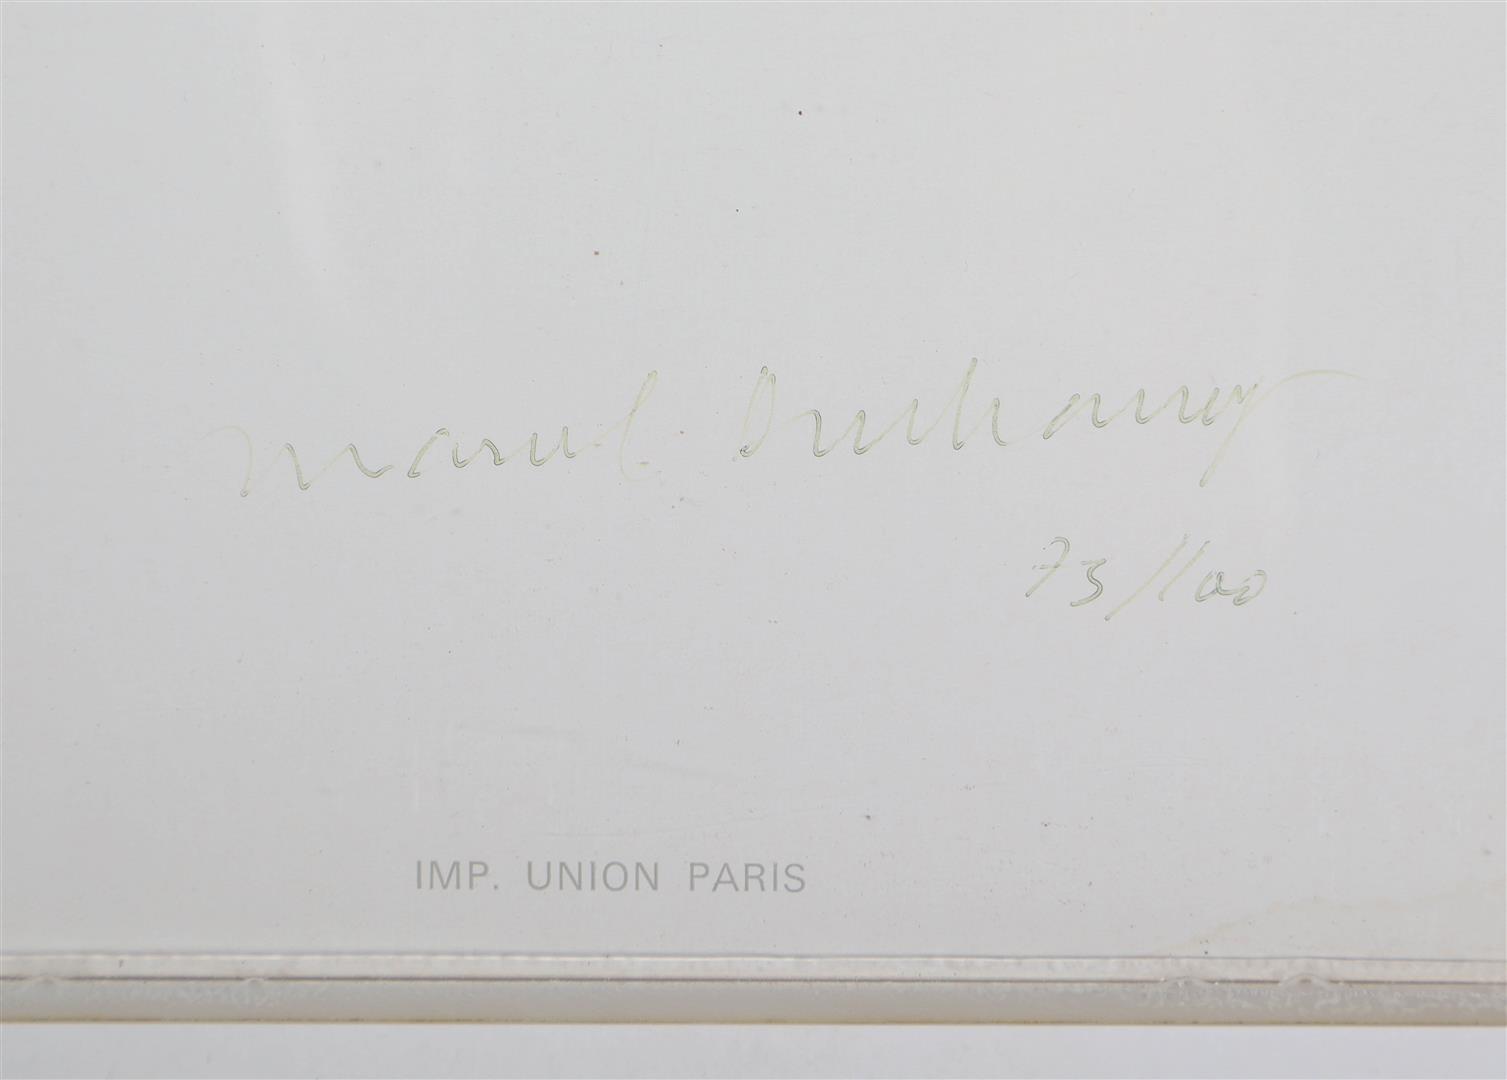 Marcel Duchamp
73/100
IMP. UNION PARIS